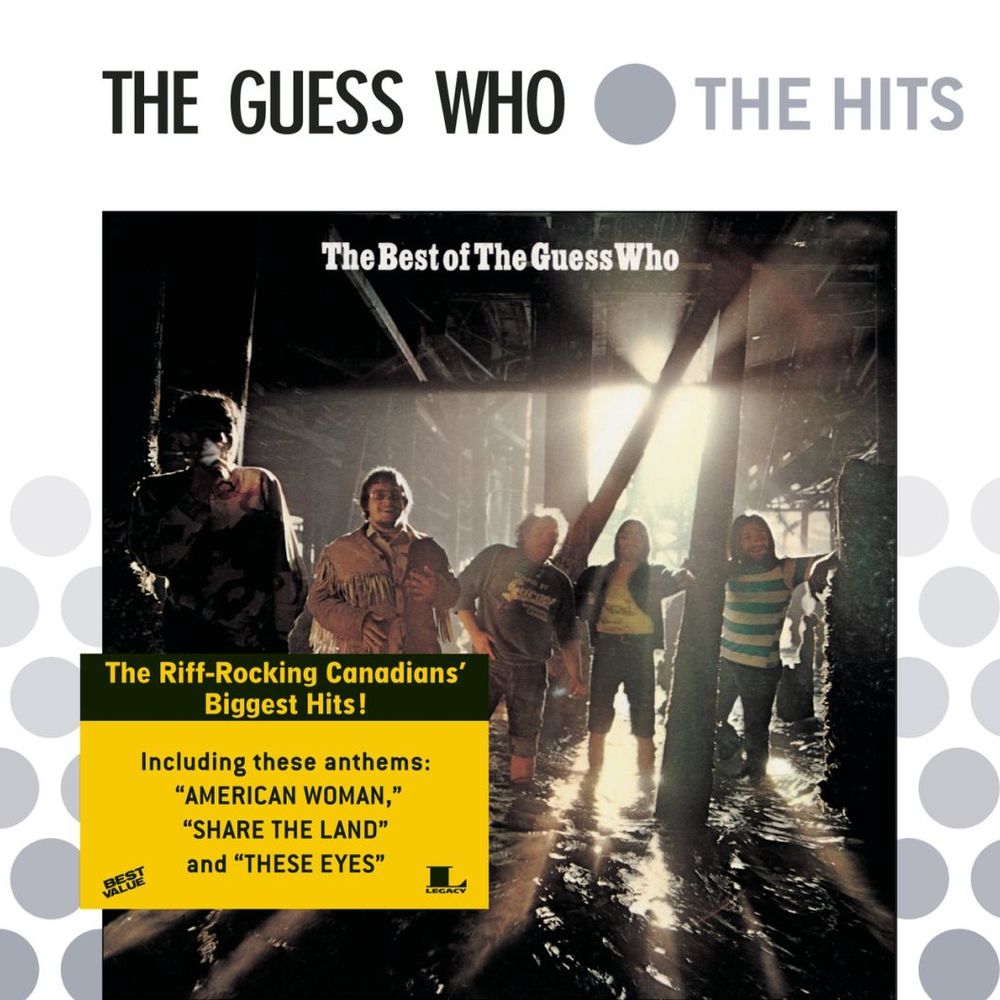 THE GUESS WHO THE HITS
The Best of The Guess Who
The Riff-Rocking Canadians’
Biggest Hits!
Including these anthems:
“AMERICAN WOMAN,”
“SHARE THE LAND”
and “THESE EYES”
BEST
VALUE
L
LEGACY